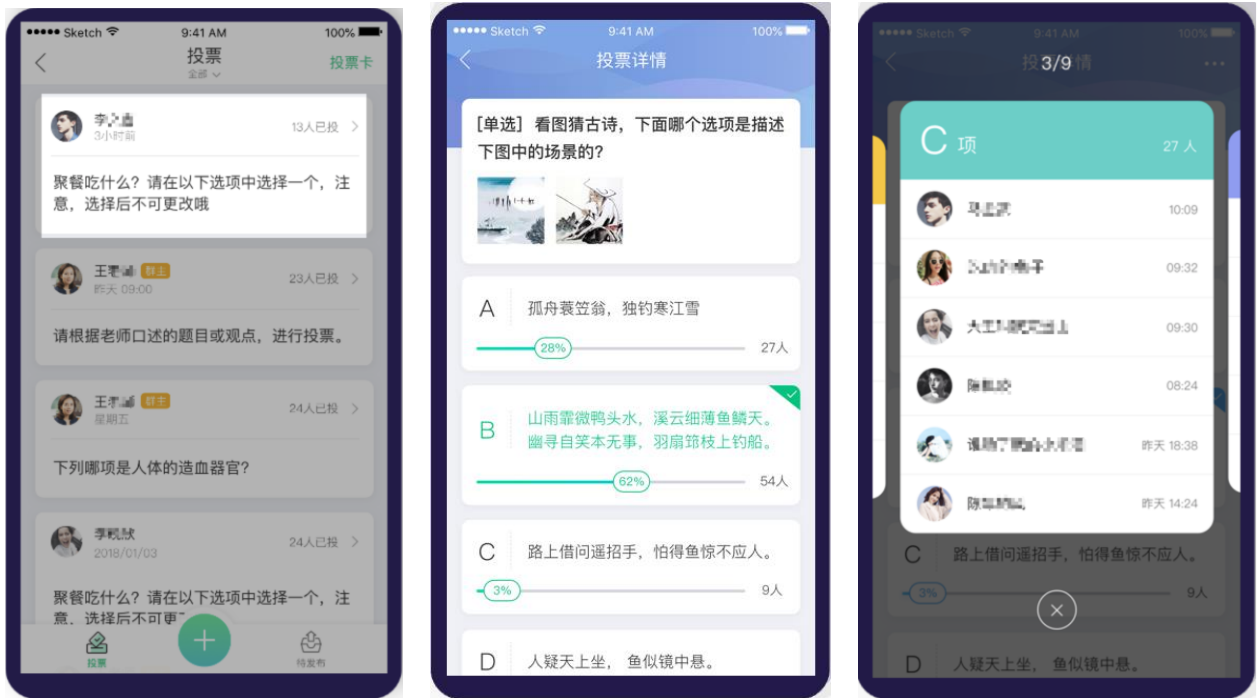 Sketch 9:41 AM 100%
投票
全部
投票卡
3小时前
13人已投
聚餐吃什么？请在以下选项中选择一个，注
意，选择后不可更改哦
群主
昨天 09:00
23人已投
请根据老师口述的题目或观点，进行投票。
群主
星期五
24人已投
下列哪项是人体的造血器官？
2018/01/03
24人已投
聚餐吃什么？请在以下选项中选择一个，注
意，选择后不可更
投票
待发布
Sketch 9:41 AM 100%
投票详情
[单选] 看图猜古诗，下面哪个选项是描述
下图中的场景的?
A
孤舟蓑笠翁，独钓寒江雪
28%
27人
B
山雨霏微鸭头水，溪云细薄鱼鳞天。
幽寻自笑本无事，羽扇筇枝上钓船。
62%
54人
C
路上借问遥招手，怕得鱼惊不应人。
3%
9人
D
人疑天上坐， 鱼似镜中悬。
Sketch 9:41 AM 100%
投 3/9 情
C 项
27 人
10:09
09:32
09:30
08:24
昨天 18:38
昨天 14:24
C
路上借问遥招手，怕得鱼惊不应人。
3%
9人
D
人疑天上坐， 鱼似镜中悬。